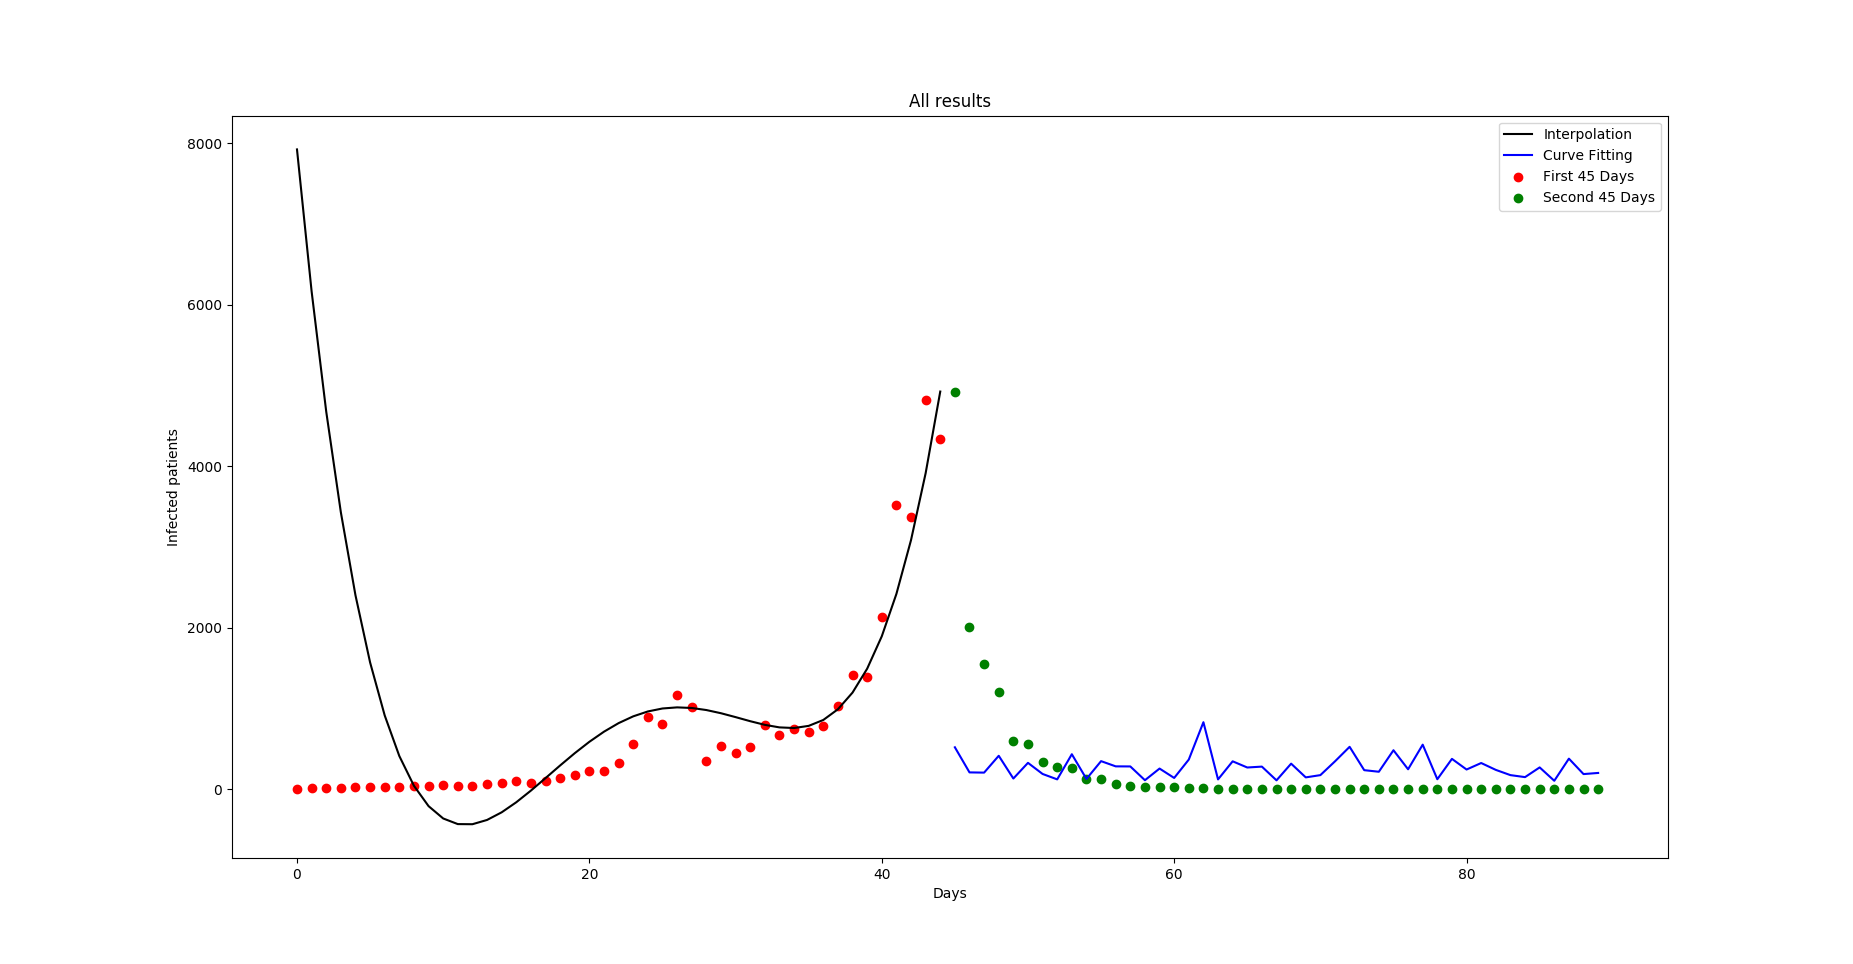 All results
Interpolation
Curve Fitting
First 45 Days
Second 45 Days
8000
6000
4000
2000
0
Infected patients
0 20 40 60 80
Days